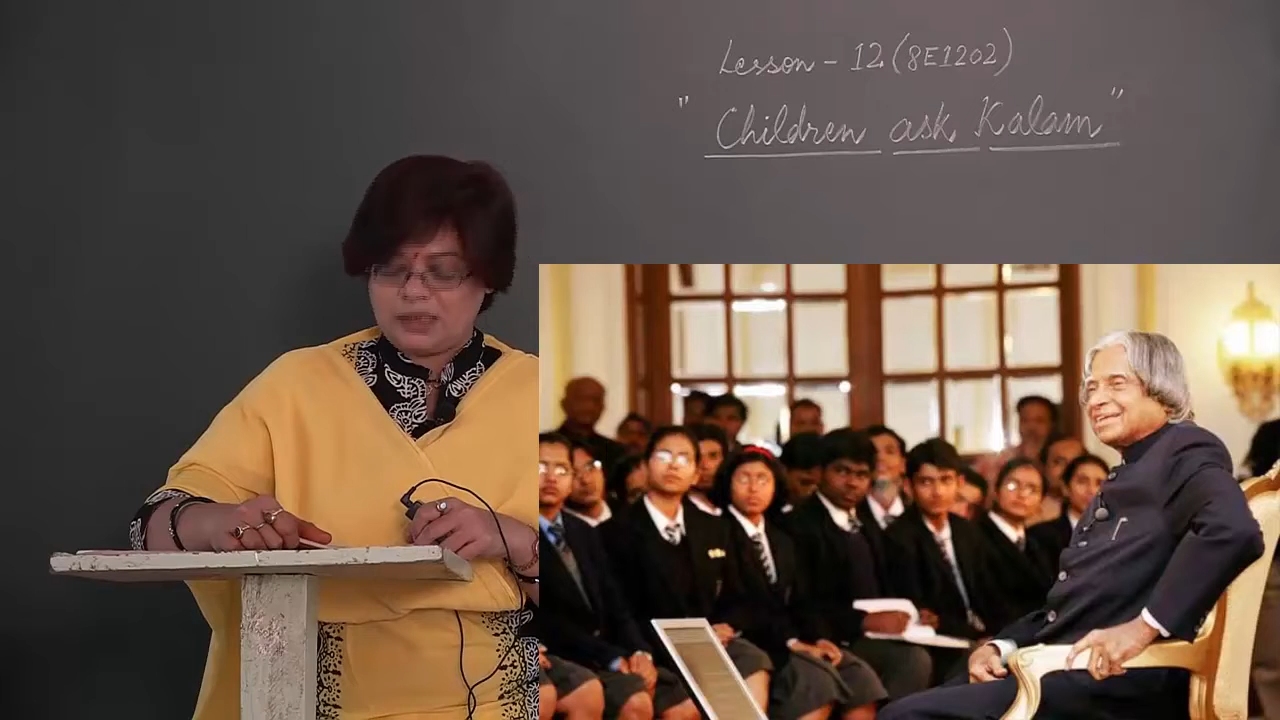 Lesson - 12. (8E1202)
" Children ask Kalam "